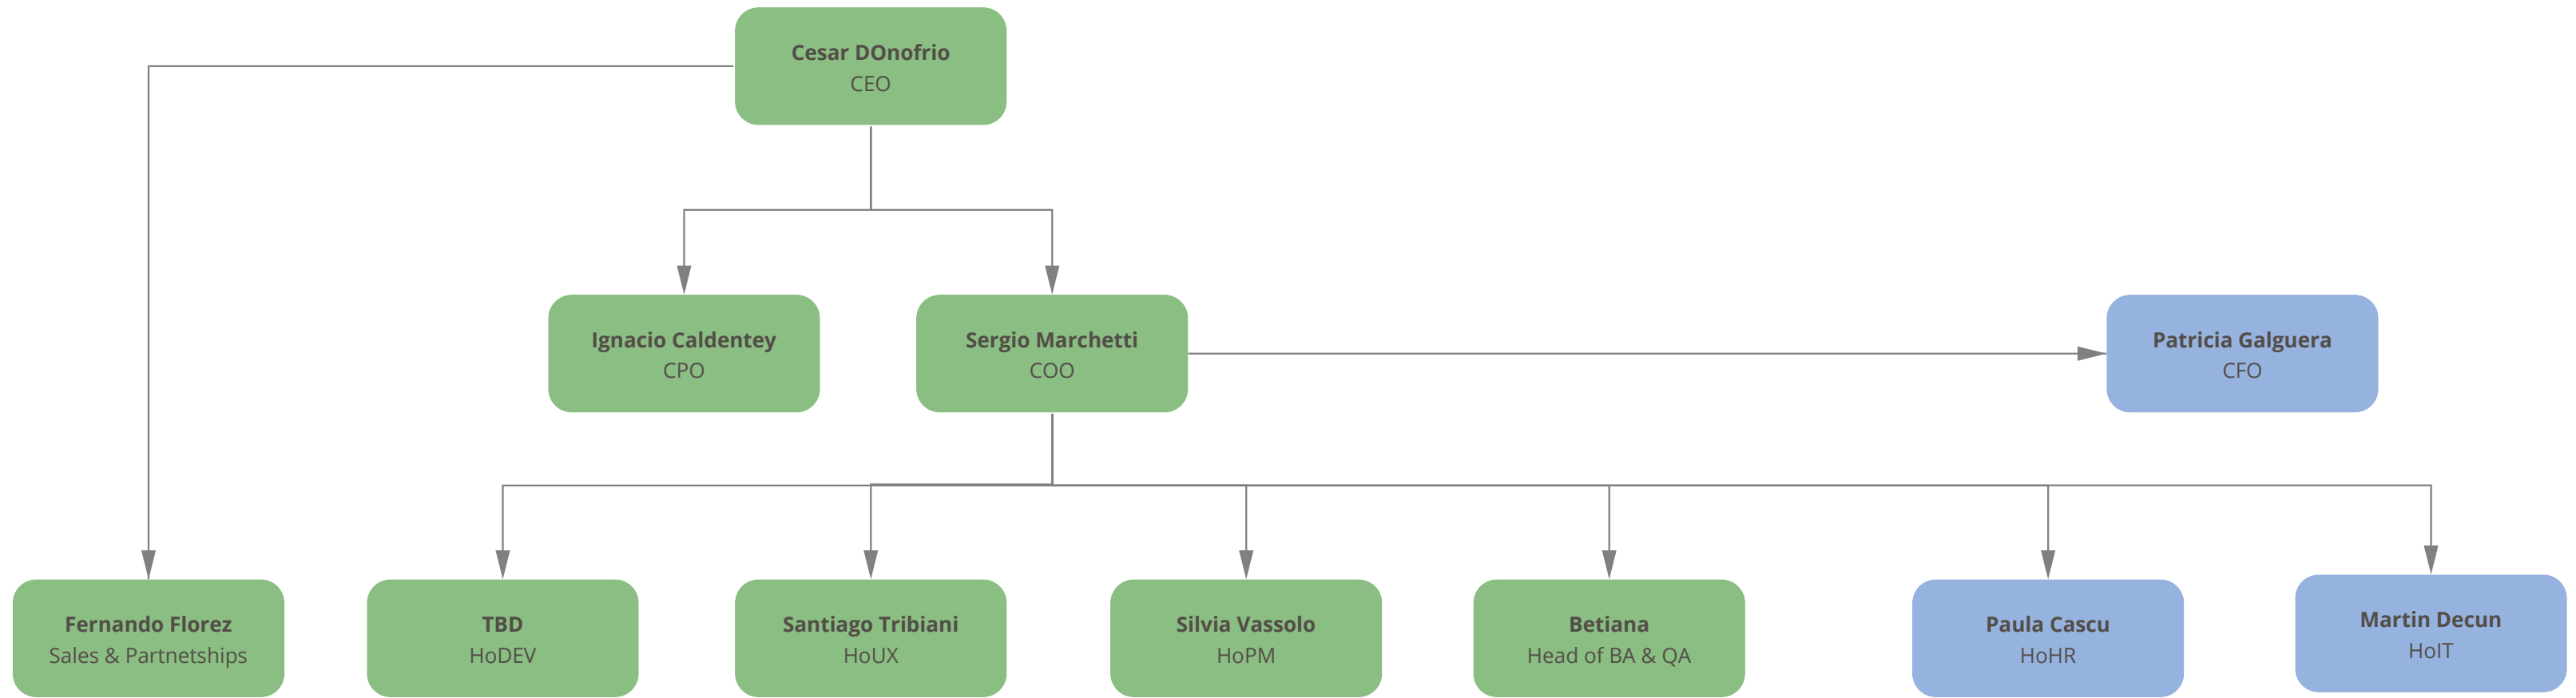 Cesar DOnofrio
CEO
Ignacio Caldentey
CPO
Sergio Marchetti
COO
Patricia Galguera
CFO
Fernando Florez
Sales & Partnetships
TBD
HoDEV
Santiago Tribiani
HoUX
Silvia Vassolo
HoPM
Betiana
Head of BA & QA
Paula Cascu
HoHR
Martin Decun
HoIT